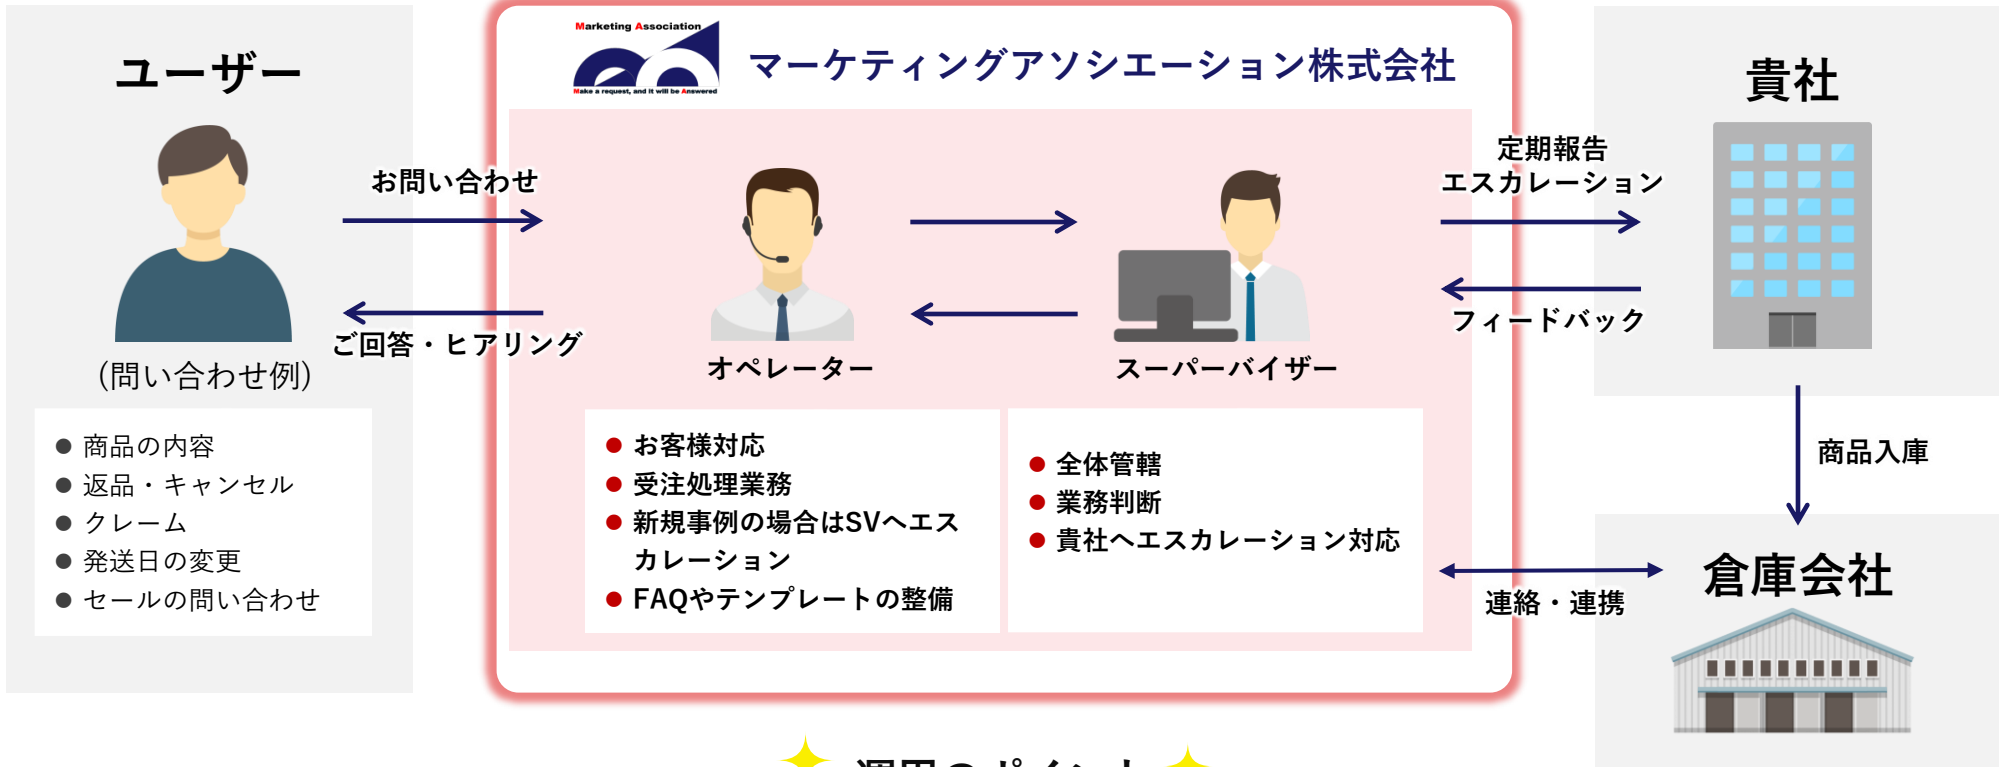 ユーザー
お問い合わせ
ご回答・ヒアリング
(問い合わせ例)
● 商品の内容
● 返品・キャンセル
● クレーム
● 発送日の変更
● セールの問い合わせ
Marketing Association
Make a request, and it will be Answered
マーケティングアソシエーション株式会社
オペレーター
● お客様対応
● 受注処理業務
● 新規事例の場合はSVへエス
カレーション
● FAQやテンプレートの整備
スーパーバイザー
● 全体管轄
● 業務判断
● 貴社へエスカレーション対応
定期報告
エスカレーション
フィードバック
貴社
商品入庫
連絡・連携
倉庫会社
運用のポイント